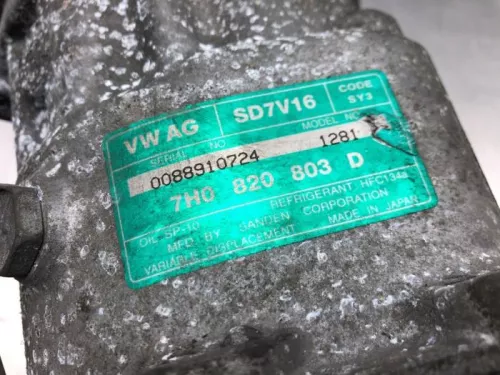 VW AG SD7V16 CODE SY3
SERIAL NO MODEL NO
0088910724 1281
7H0 820 803 D
OIL SP-10 REFRIGERANT HFC134a
MFD BY SANDEN CORPORATION
VARIABLE DISPLACEMENT MADE IN JAPAN